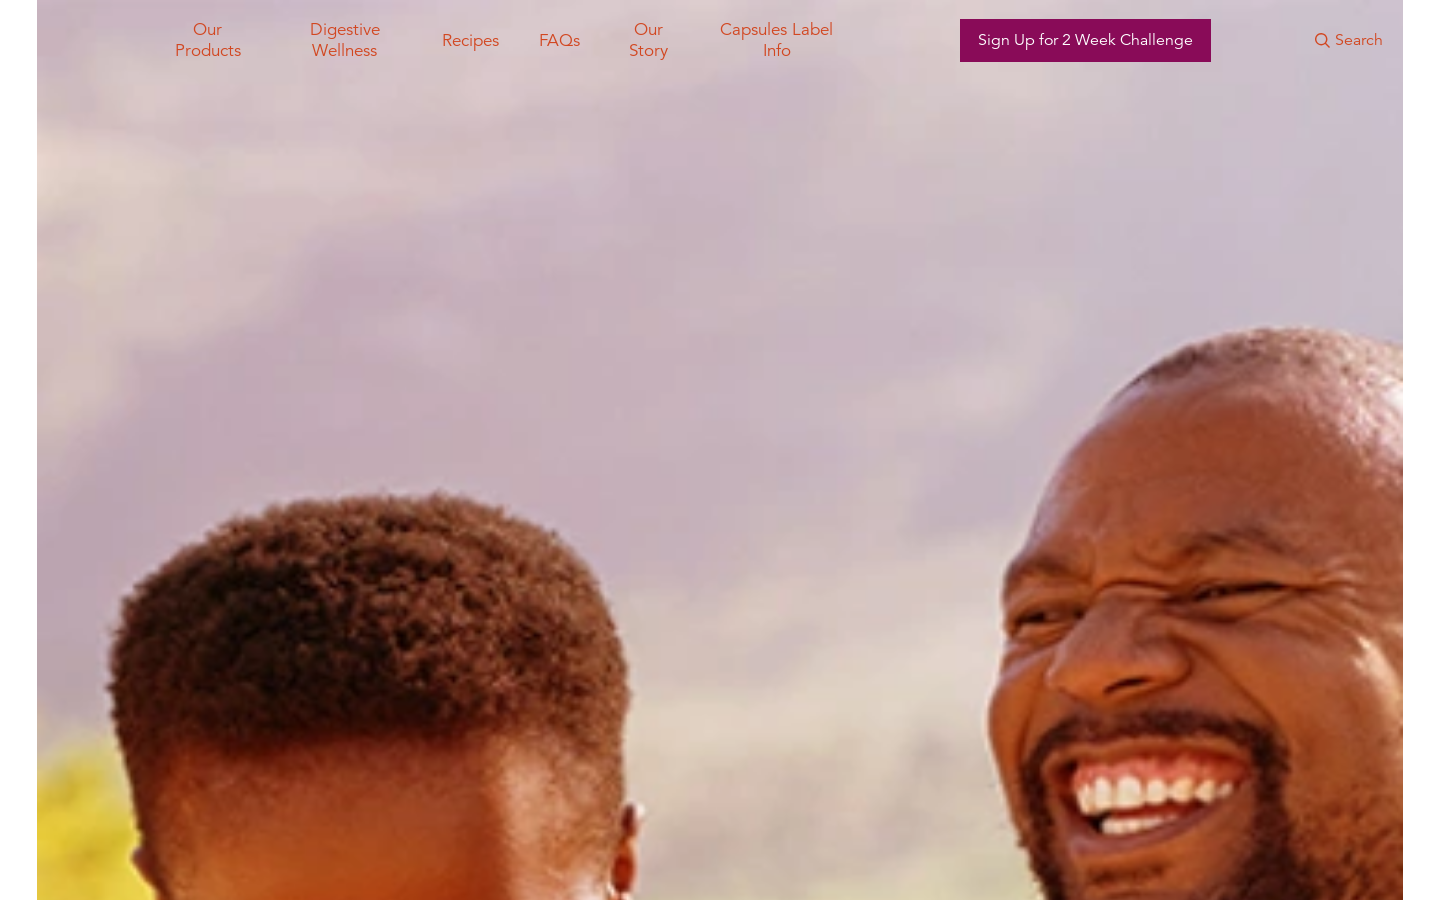 Our
Products
Digestive
Wellness
Recipes
FAQs
Our
Story
Capsules Label
Info
Sign Up for 2 Week Challenge
Search